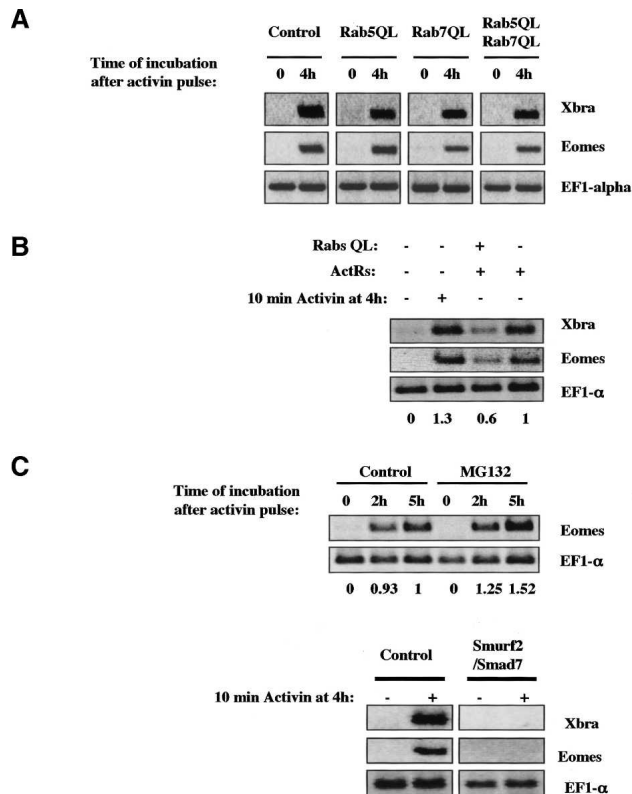 A
Control Rab5QL Rab7QL Rab5QL
Rab7QL
Time of incubation
after activin pulse: 0 4h 0 4h 0 4h 0 4h
Xbra
Eomes
EF1-alpha
B
Rabs QL: - - + -
ActRs: - - + +
10 min Activin at 4h: - + - -
Xbra
Eomes
EF1-α
0 1.3 0.6 1
C
Control MG132
Time of incubation
after activin pulse: 0 2h 5h 0 2h 5h
Eomes
EF1-α
0 0.93 1 0 1.25 1.52
Control Smurf2
/Smad7
10 min Activin at 4h: - + - +
Xbra
Eomes
EF1-α